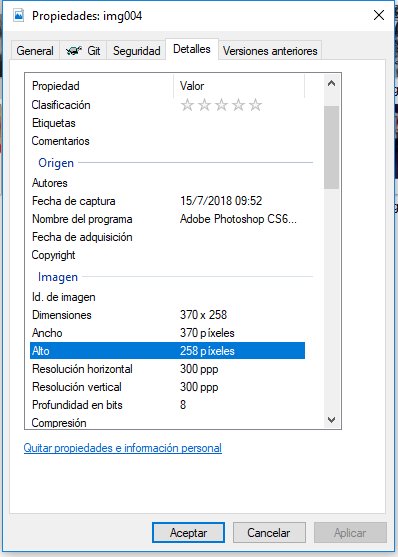 Propiedades: img004
General Git Seguridad Detalles Versiones anteriores
Propiedad Valor
Clasificación
Etiquetas
Comentarios
Origen
Autores
Fecha de captura 15/7/2018 09:52
Nombre del programa Adobe Photoshop CS6...
Fecha de adquisición
Copyright
Imagen
Id. de imagen
Dimensiones 370 x 258
Ancho 370 píxeles
Alto 258 píxeles
Resolución horizontal 300 ppp
Resolución vertical 300 ppp
Profundidad en bits 8
Compresión
Quitar propiedades e información personal
Aceptar Cancelar Aplicar